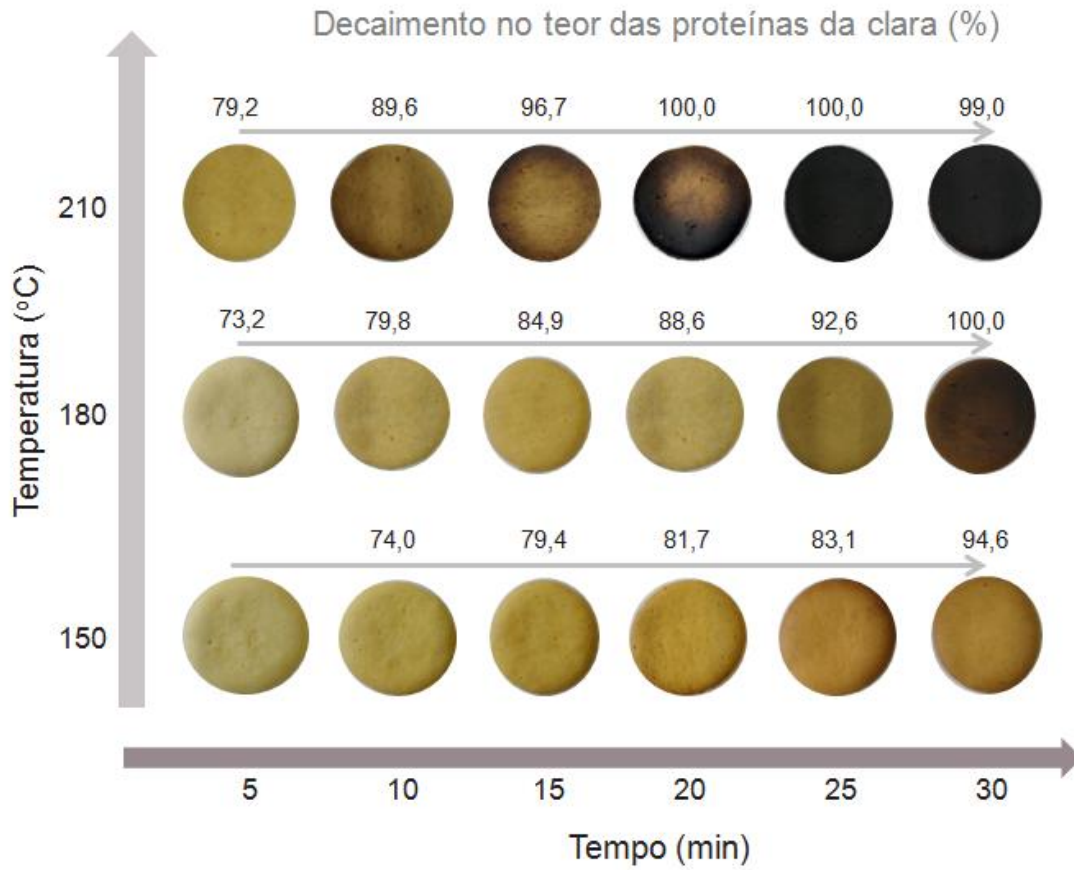 Decaimento no teor das proteínas da clara (%)
79,2 89,6 96,7 100,0 100,0 99,0
210
73,2 79,8 84,9 88,6 92,6 100,0
180
74,0 79,4 81,7 83,1 94,6
150
Temperatura (ºC)
5 10 15 20 25 30
Tempo (min)